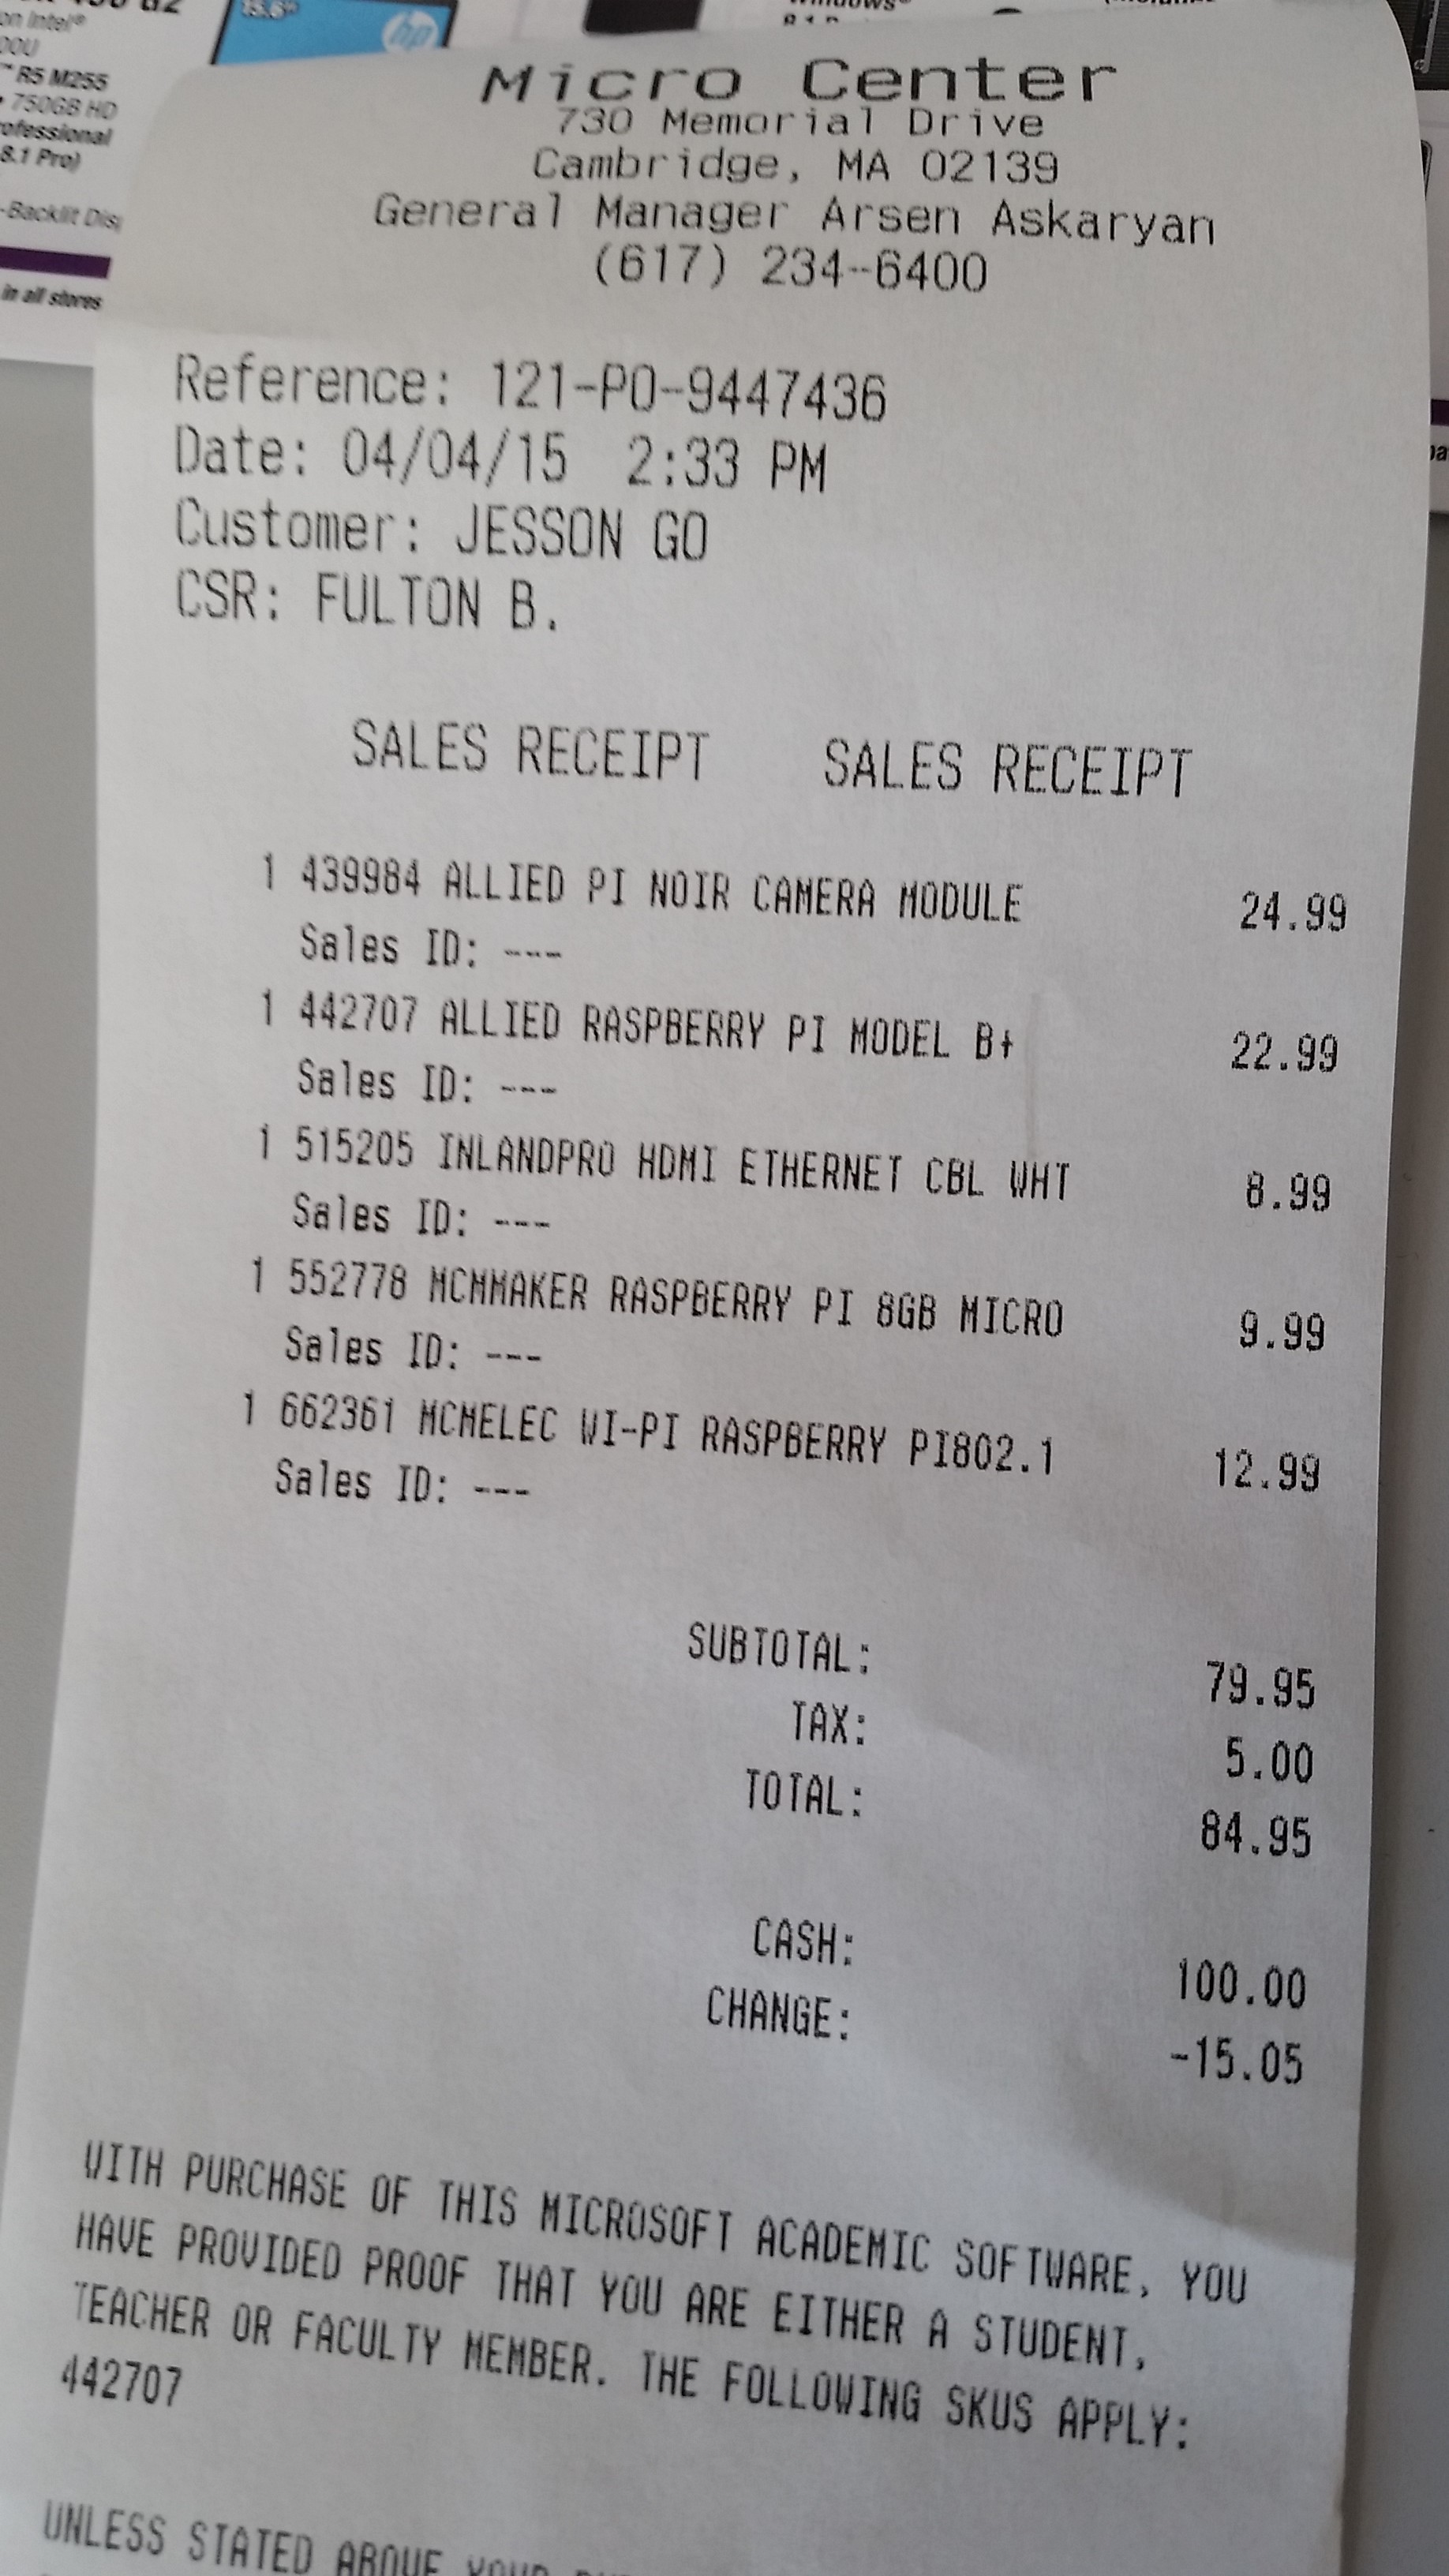 on Intel®
R5 M255
750GB HD
8.1 Pro)
-Backlit
in all stores
15.6"
hp
Micro Center
730 Memorial Drive
Cambridge, MA 02139
General Manager Arsen Askaryan
(617) 234-6400
Reference: 121-PO-9447436
Date: 04/04/15 2:33 PM
Customer: JESSON GO
CSR: FULTON B.
SALES RECEIPT SALES RECEIPT
1 439984 ALLIED PI NOIR CAMERA MODULE 24.99
Sales ID: ---
1 442707 ALLIED RASPBERRY PI MODEL B+ 22.99
Sales ID: ---
1 515205 INLANDPRO HDMI ETHERNET CBL WHT 8.99
Sales ID: ---
1 552778 MCMMAKER RASPBERRY PI 8GB MICRO 9.99
Sales ID: ---
1 662361 MCMELEC WI-PI RASPBERRY PI802.1 12.99
Sales ID: ---
SUBTOTAL: 79.95
TAX: 5.00
TOTAL: 84.95
CASH: 100.00
CHANGE: -15.05
WITH PURCHASE OF THIS MICROSOFT ACADEMIC SOFTWARE, YOU
HAVE PROVIDED PROOF THAT YOU ARE EITHER A STUDENT,
TEACHER OR FACULTY MEMBER. THE FOLLOWING SKUS APPLY:
442707
UNLESS STATED ABOVE YOUR